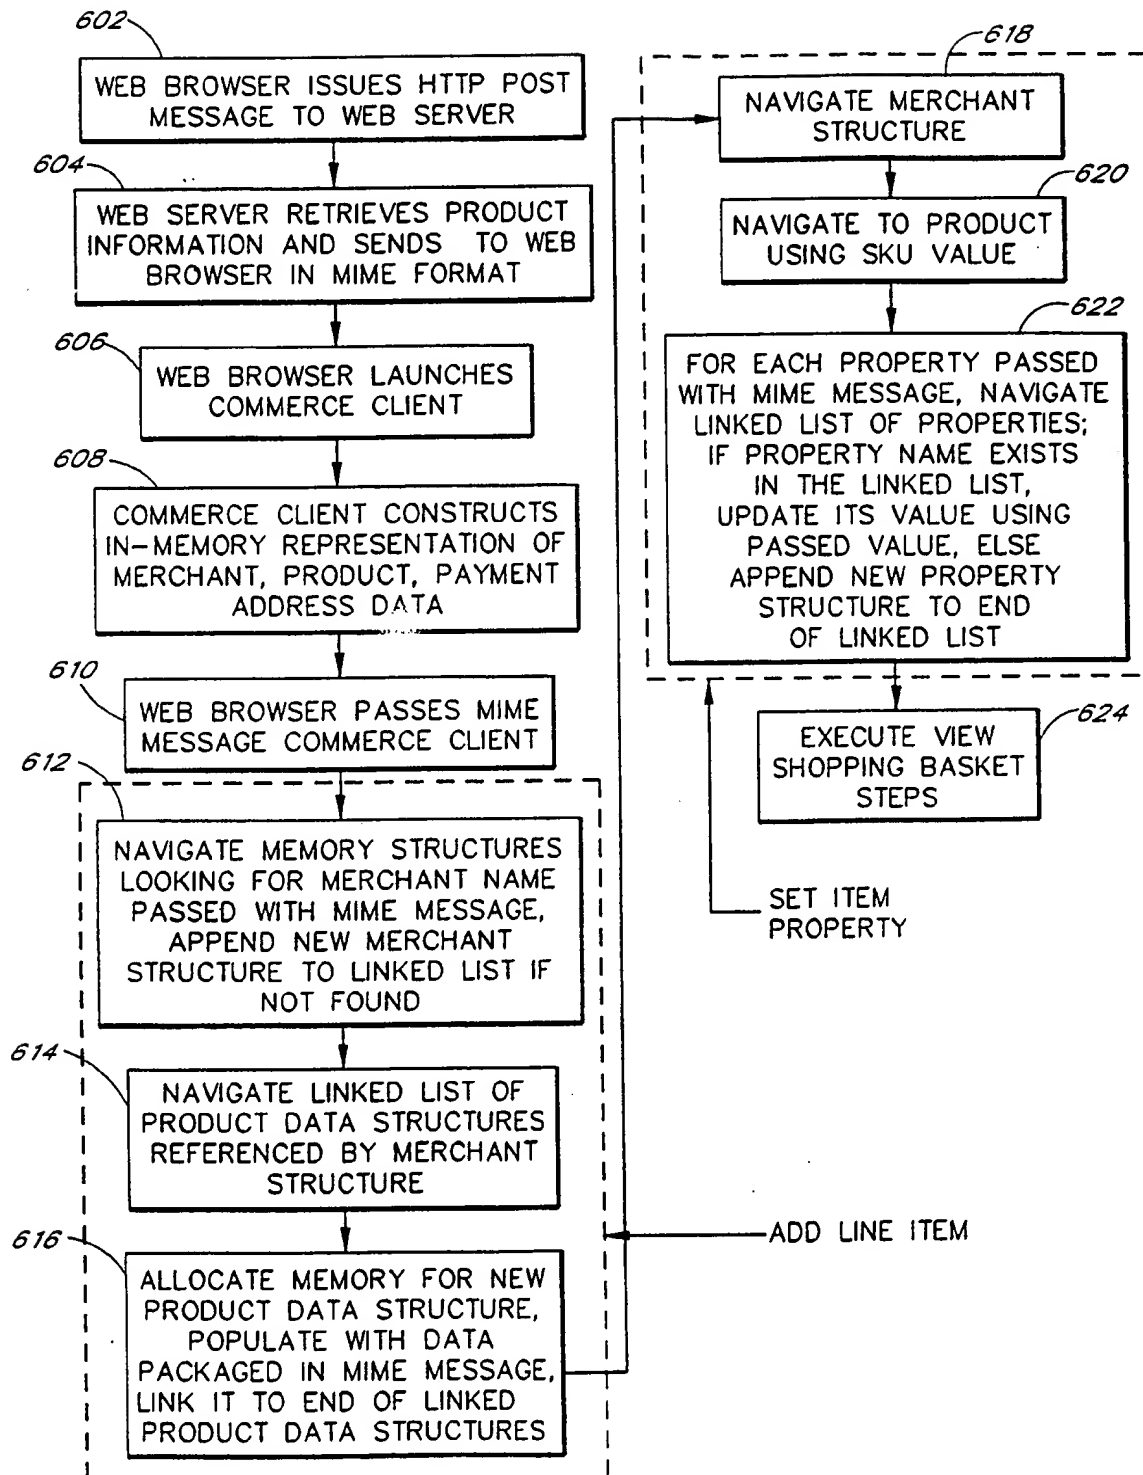 602
WEB BROWSER ISSUES HTTP POST
MESSAGE TO WEB SERVER
604
WEB SERVER RETRIEVES PRODUCT
INFORMATION AND SENDS TO WEB
BROWSER IN MIME FORMAT
606
WEB BROWSER LAUNCHES
COMMERCE CLIENT
608
COMMERCE CLIENT CONSTRUCTS
IN-MEMORY REPRESENTATION OF
MERCHANT, PRODUCT, PAYMENT
ADDRESS DATA
610
WEB BROWSER PASSES MIME
MESSAGE COMMERCE CLIENT
612
NAVIGATE MEMORY STRUCTURES
LOOKING FOR MERCHANT NAME
PASSED WITH MIME MESSAGE,
APPEND NEW MERCHANT
STRUCTURE TO LINKED LIST IF
NOT FOUND
614
NAVIGATE LINKED LIST OF
PRODUCT DATA STRUCTURES
REFERENCED BY MERCHANT
STRUCTURE
616
ALLOCATE MEMORY FOR NEW
PRODUCT DATA STRUCTURE,
POPULATE WITH DATA
PACKAGED IN MIME MESSAGE,
LINK IT TO END OF LINKED
PRODUCT DATA STRUCTURES
ADD LINE ITEM
618
NAVIGATE MERCHANT
STRUCTURE
620
NAVIGATE TO PRODUCT
USING SKU VALUE
622
FOR EACH PROPERTY PASSED
WITH MIME MESSAGE, NAVIGATE
LINKED LIST OF PROPERTIES;
IF PROPERTY NAME EXISTS
IN THE LINKED LIST,
UPDATE ITS VALUE USING
PASSED VALUE, ELSE
APPEND NEW PROPERTY
STRUCTURE TO END
OF LINKED LIST
624
EXECUTE VIEW
SHOPPING BASKET
STEPS
SET ITEM
PROPERTY